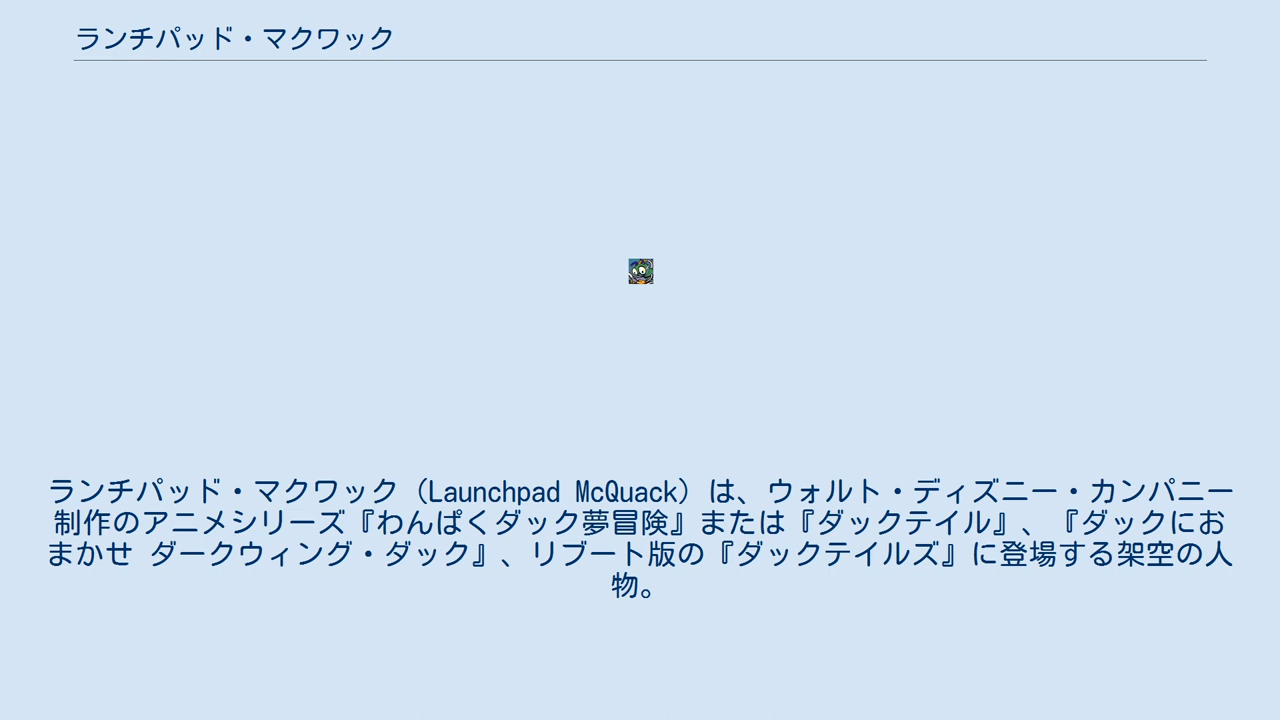 ランチパッド・マクワック
ランチパッド・マクワック（Launchpad McQuack）は、ウォルト・ディズニー・カンパニー
制作のアニメシリーズ『わんぱくダック夢冒険』または『ダックテイル』、『ダックにお
まかせ ダークウィング・ダック』、リブート版の『ダックテイルズ』に登場する架空の人
物。